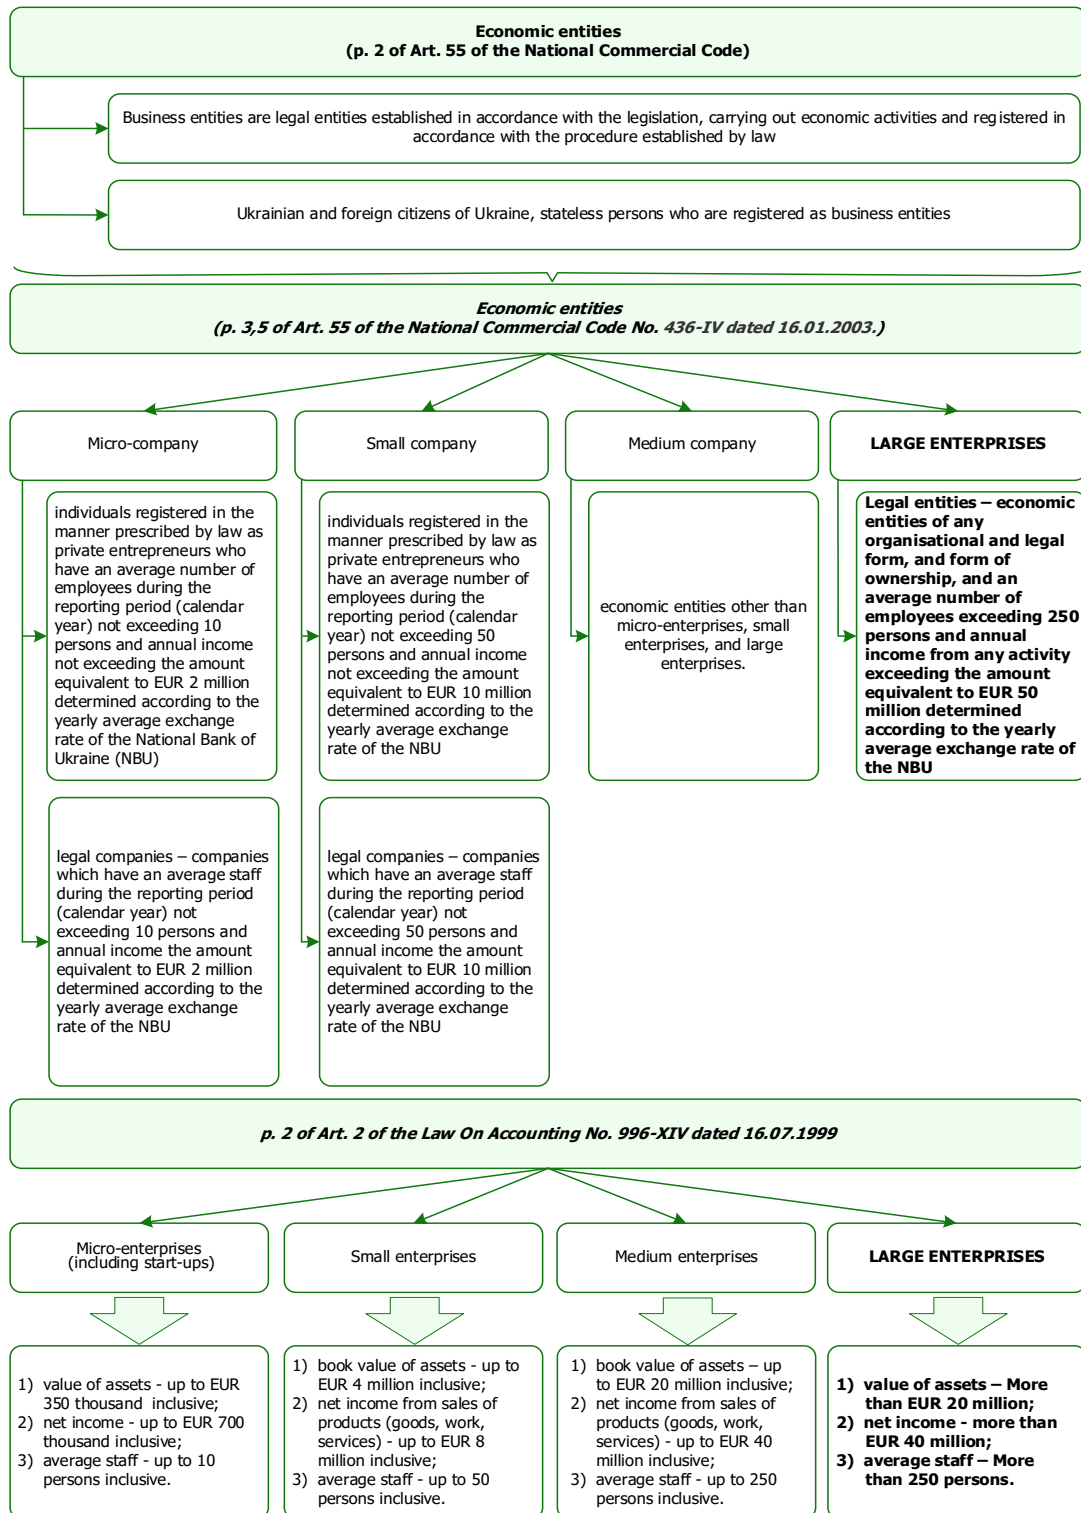 Economic entities
(p. 2 of Art. 55 of the National Commercial Code)
Business entities are legal entities established in accordance with the legislation, carrying out economic activities and registered in
accordance with the procedure established by law
Ukrainian and foreign citizens of Ukraine, stateless persons who are registered as business entities
Economic entities
(p. 3,5 of Art. 55 of the National Commercial Code No. 436-IV dated 16.01.2003.)
Micro-company
Small company
Medium company
LARGE ENTERPRISES
individuals registered in the
manner prescribed by law as
private entrepreneurs who
have an average number of
employees during the
reporting period (calendar
year) not exceeding 10
persons and annual income
not exceeding the amount
equivalent to EUR 2 million
determined according to the
yearly average exchange
rate of the National Bank of
Ukraine (NBU)
individuals registered in the
manner prescribed by law as
private entrepreneurs who
have an average number of
employees during the
reporting period (calendar
year) not exceeding 50
persons and annual income
not exceeding the amount
equivalent to EUR 10 million
determined according to the
yearly average exchange
rate of the NBU
economic entities other than
micro-enterprises, small
enterprises, and large
enterprises.
Legal entities – economic
entities of any
organisational and legal
form, and form of
ownership, and an
average number of
employees exceeding 250
persons and annual
income from any activity
exceeding the amount
equivalent to EUR 50
million determined
according to the yearly
average exchange rate of
the NBU
legal companies – companies
which have an average staff
during the reporting period
(calendar year) not
exceeding 10 persons and
annual income the amount
equivalent to EUR 2 million
determined according to the
yearly average exchange
rate of the NBU
legal companies – companies
which have an average staff
during the reporting period
(calendar year) not
exceeding 50 persons and
annual income the amount
equivalent to EUR 10 million
determined according to the
yearly average exchange
rate of the NBU
p. 2 of Art. 2 of the Law On Accounting No. 996-XIV dated 16.07.1999
Micro-enterprises
(including start-ups)
Small enterprises
Medium enterprises
LARGE ENTERPRISES
1) value of assets - up to EUR
350 thousand inclusive;
2) net income - up to EUR 700
thousand inclusive;
3) average staff - up to 10
persons inclusive.
1) book value of assets - up to
EUR 4 million inclusive;
2) net income from sales of
products (goods, work,
services) - up to EUR 8
million inclusive;
3) average staff - up to 50
persons inclusive.
1) book value of assets – up
to EUR 20 million inclusive;
2) net income from sales of
products (goods, work,
services) - up to EUR 40
million inclusive;
3) average staff - up to 250
persons inclusive.
1) value of assets – More
than EUR 20 million;
2) net income - more than
EUR 40 million;
3) average staff – More
than 250 persons.